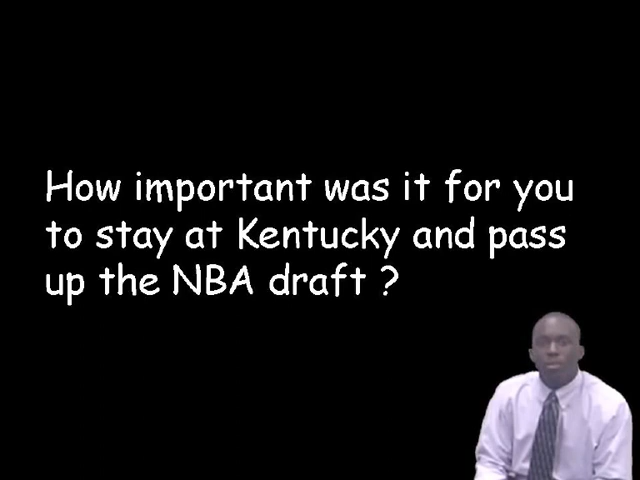 How important was it for you
to stay at Kentucky and pass
up the NBA draft ?